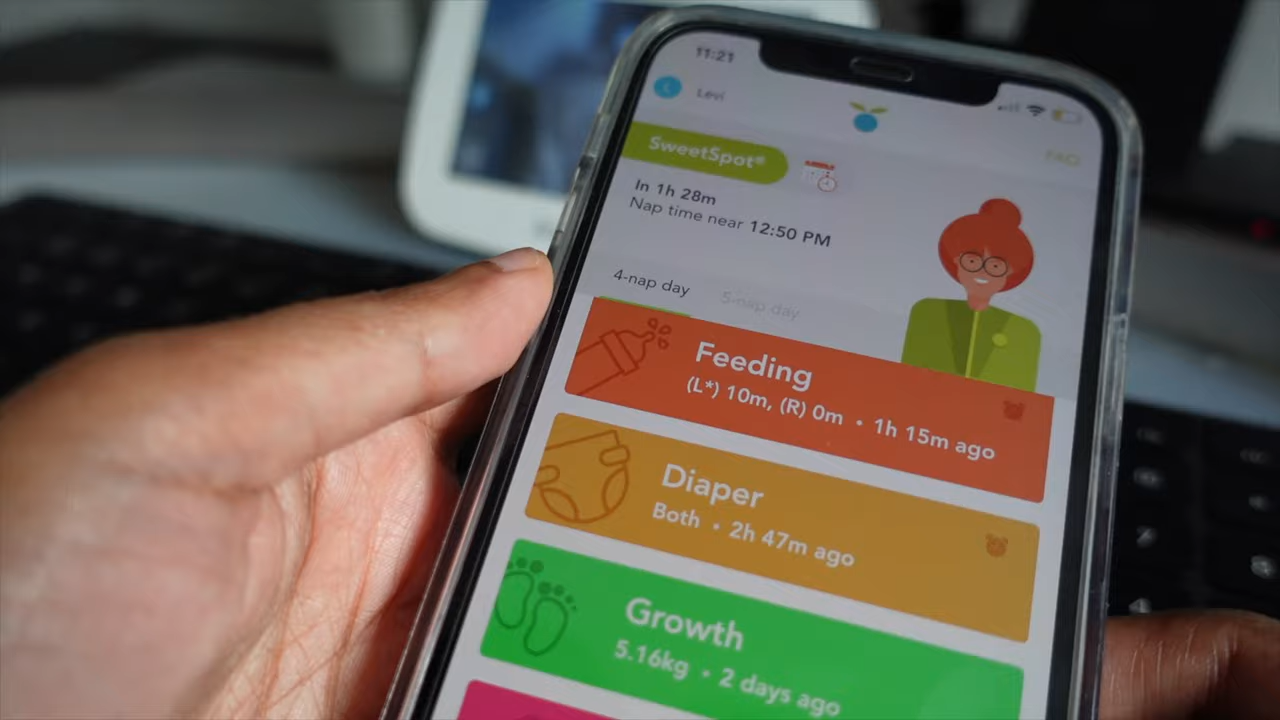 11:21
Levi
FAQ
SweetSpot®
In 1h 28m
Nap time near 12:50 PM
4-nap day
5-nap day
Feeding
(L*) 10m, (R) 0m • 1h 15m ago
Diaper
Both • 2h 47m ago
Growth
5.16kg • 2 days ago